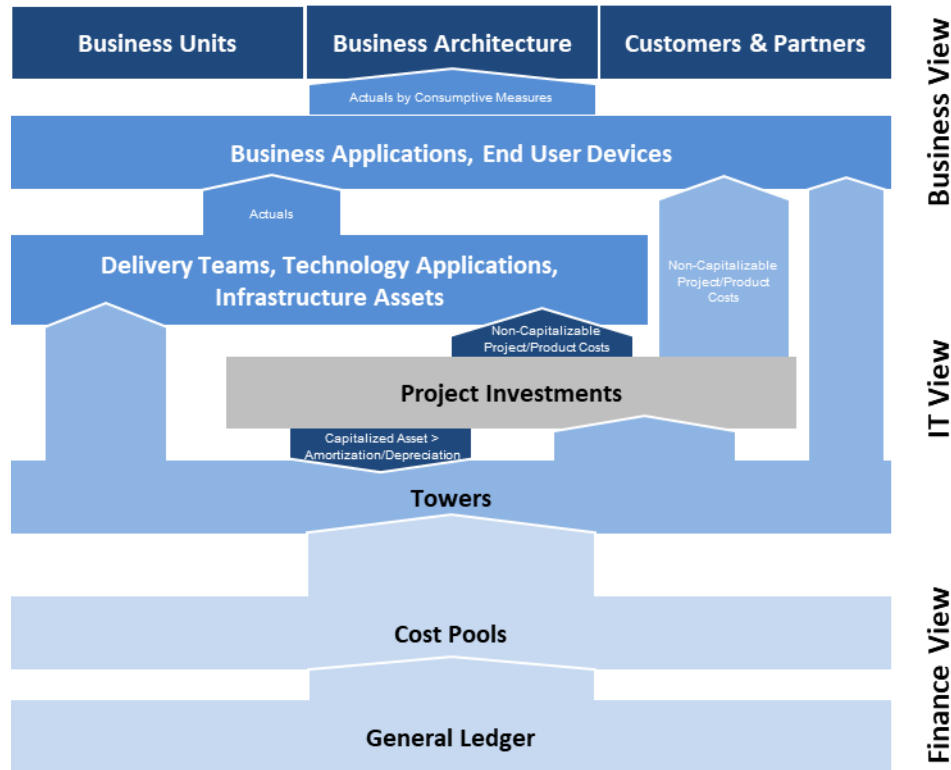 Business Units
Business Architecture
Customers & Partners
Business View
Actuals by Consumptive Measures
Business Applications, End User Devices
Actuals
Delivery Teams, Technology Applications,
Infrastructure Assets
Non-Capitalizable
Project/Product
Costs
Non-Capitalizable
Project/Product Costs
IT View
Project Investments
Capitalized Asset >
Amortization/Depreciation
Towers
Cost Pools
Finance View
General Ledger